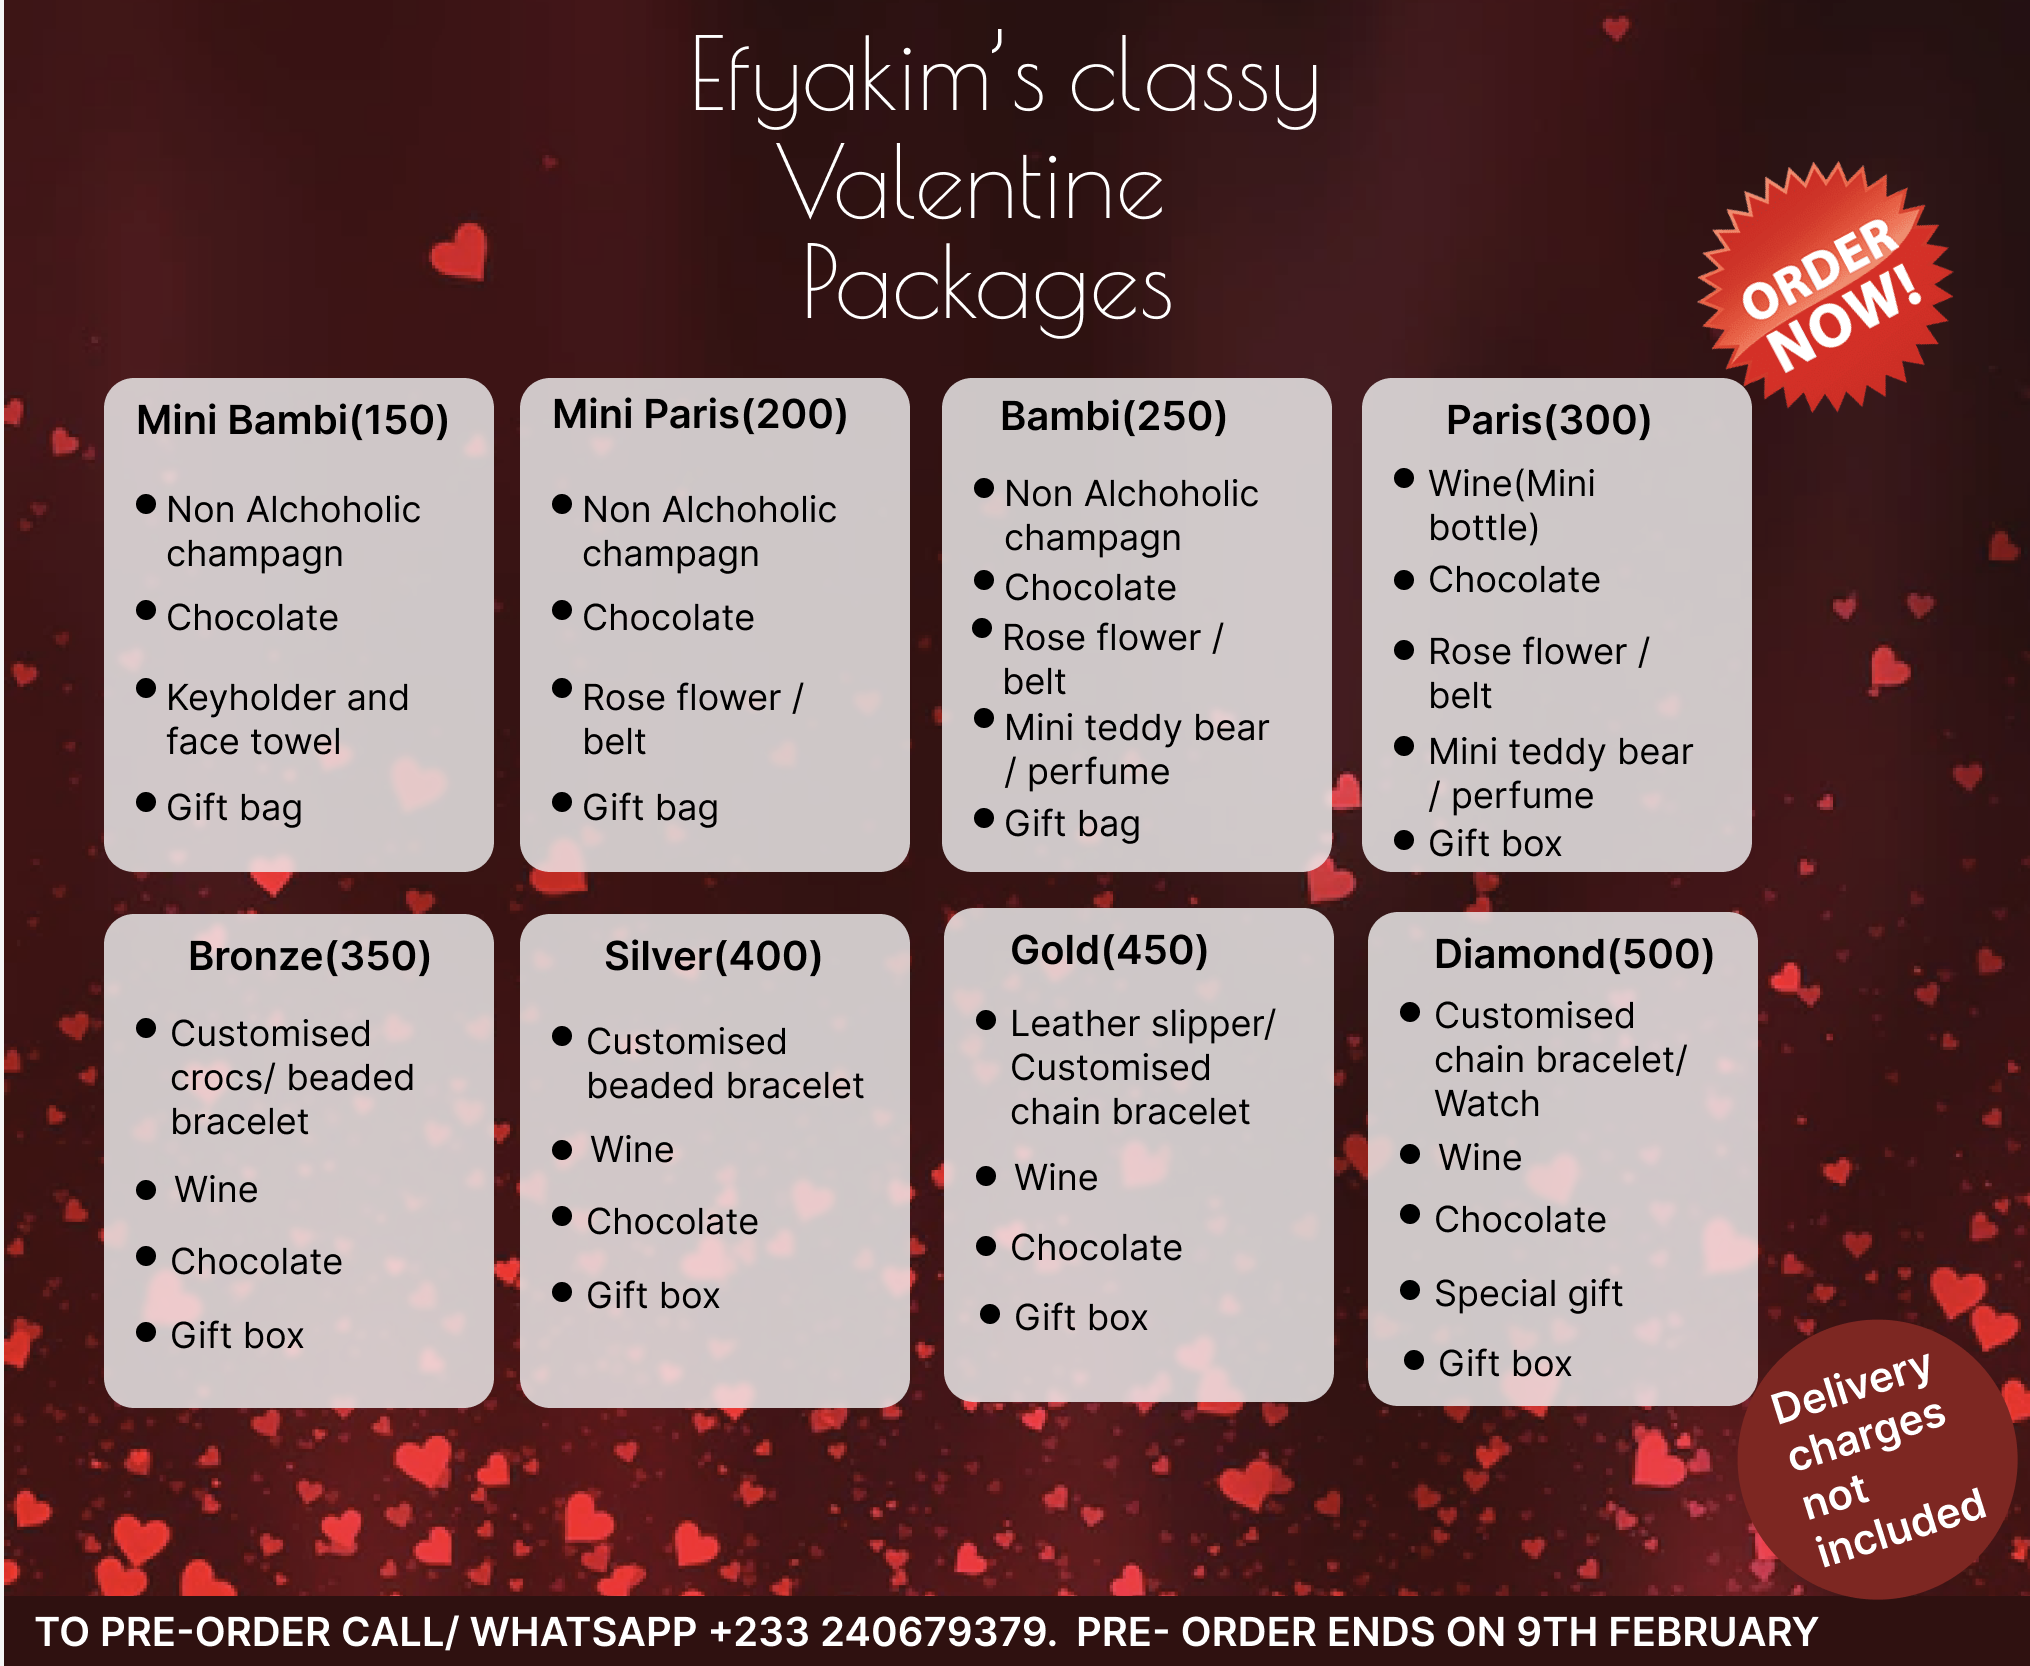 Efyakim's classy
Valentine
Packages
ORDER
NOW!
Mini Bambi(150)
Non Alchoholic
champagn
Chocolate
Keyholder and
face towel
Gift bag
Mini Paris(200)
Non Alchoholic
champagn
Chocolate
Rose flower /
belt
Gift bag
Bambi(250)
Non Alchoholic
champagn
Chocolate
Rose flower /
belt
Mini teddy bear
/ perfume
Gift bag
Paris(300)
Wine(Mini
bottle)
Chocolate
Rose flower /
belt
Mini teddy bear
/ perfume
Gift box
Bronze(350)
Customised
crocs/ beaded
bracelet
Wine
Chocolate
Gift box
Silver(400)
Customised
beaded bracelet
Wine
Chocolate
Gift box
Gold(450)
Leather slipper/
Customised
chain bracelet
Wine
Chocolate
Gift box
Diamond(500)
Customised
chain bracelet/
Watch
Wine
Chocolate
Special gift
Gift box
Delivery
charges
not
included
TO PRE-ORDER CALL/ WHATSAPP +233 240679379.  PRE- ORDER ENDS ON 9TH FEBRUARY